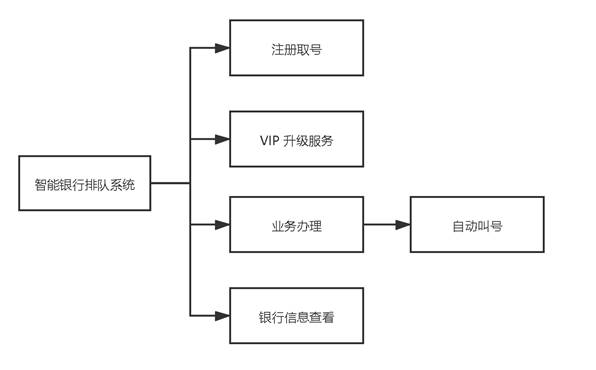 注册取号
VIP 升级服务
智能银行排队系统
业务办理
自动叫号
银行信息查看